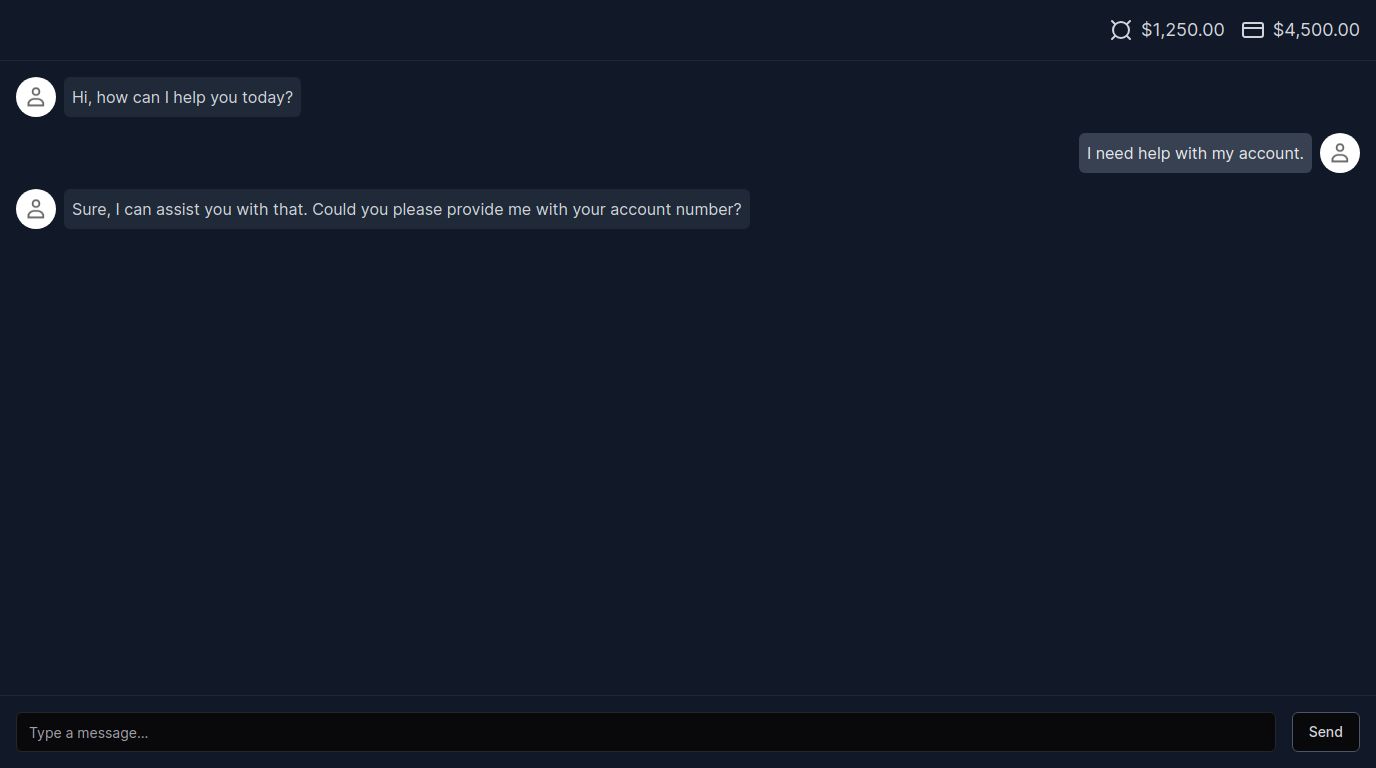 $1,250.00 $4,500.00
Hi, how can I help you today?
I need help with my account.
Sure, I can assist you with that. Could you please provide me with your account number?
Type a message... Send